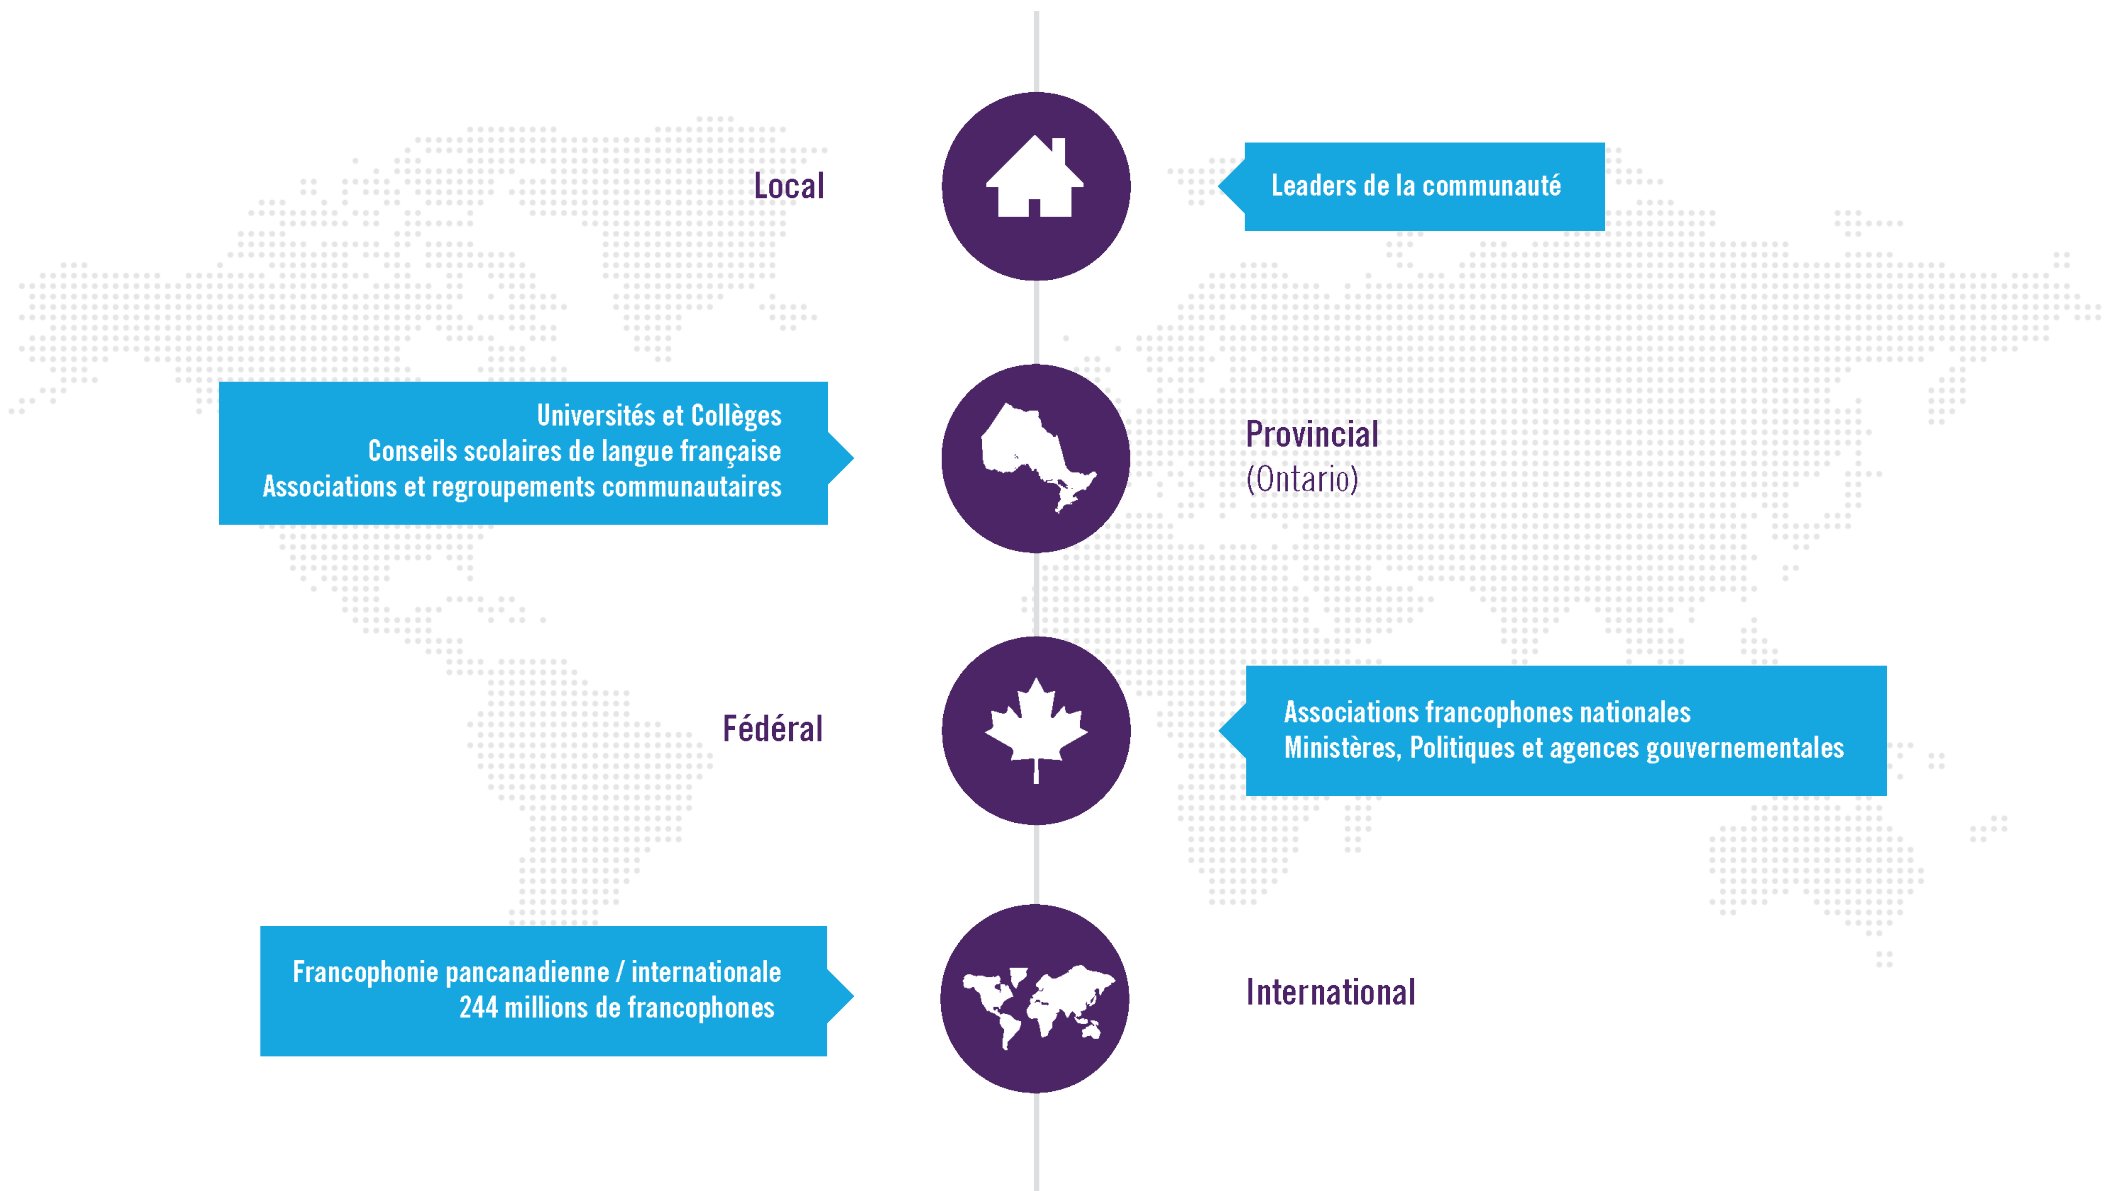 Local
Leaders de la communauté
Universités et Collèges
Conseils scolaires de langue française
Associations et regroupements communautaires
Provincial
(Ontario)
Fédéral
Associations francophones nationales
Ministères, Politiques et agences gouvernementales
Francophonie pancanadienne / internationale
244 millions de francophones
International